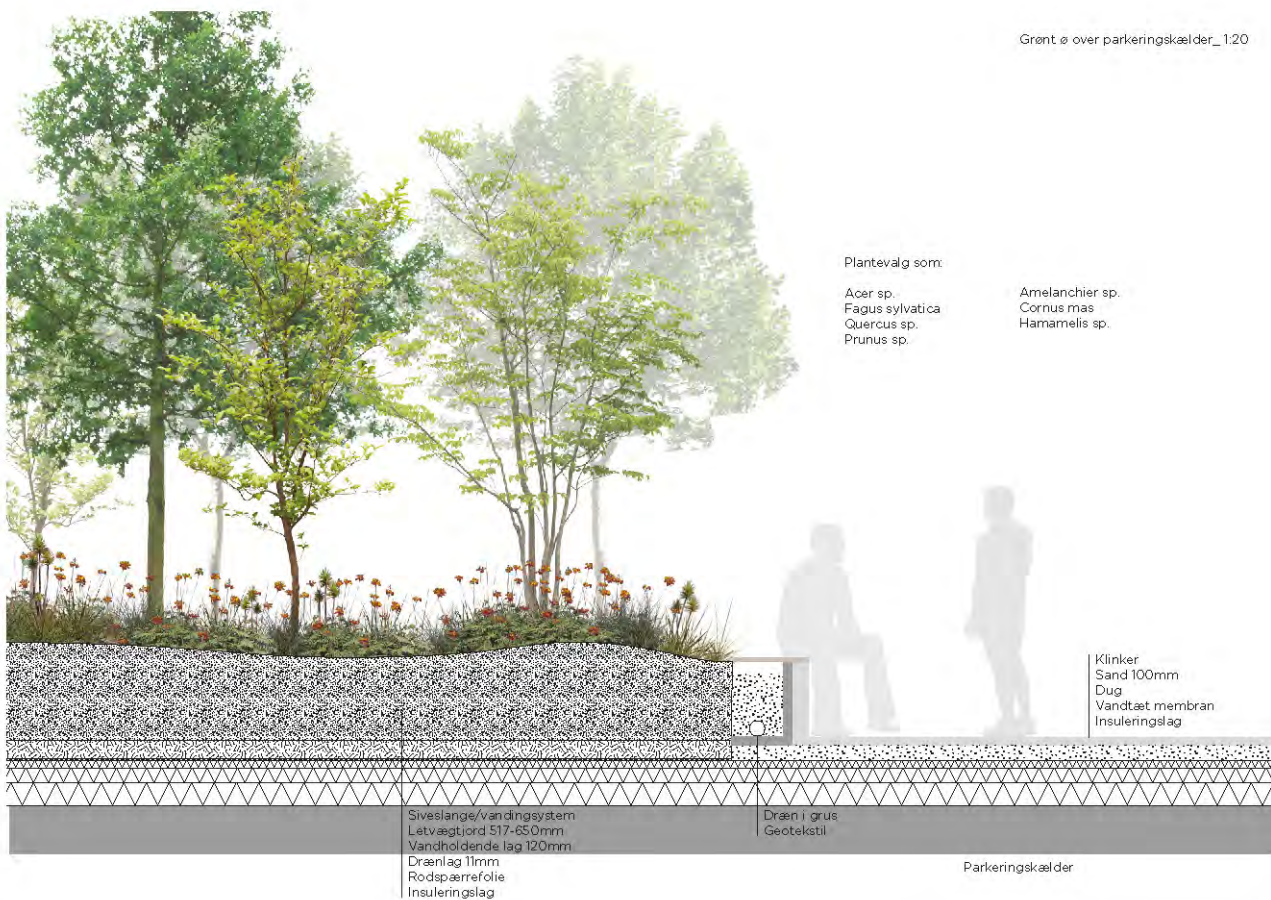 Grønt ø over parkeringskælder_ 1:20
Plantevalg som:
Acer sp.
Fagus sylvatica
Quercus sp.
Prunus sp.
Amelanchier sp.
Cornus mas
Hamamelis sp.
Klinker
Sand 100mm
Dug
Vandtæt membran
Insuleringslag
Siveslange/vandingsystem
Letvægtjord 517-650mm
Vandholdende lag 120mm
Drænlag 11mm
Rodspærrefolie
Insuleringslag
Dræn i grus
Geotekstil
Parkeringskælder